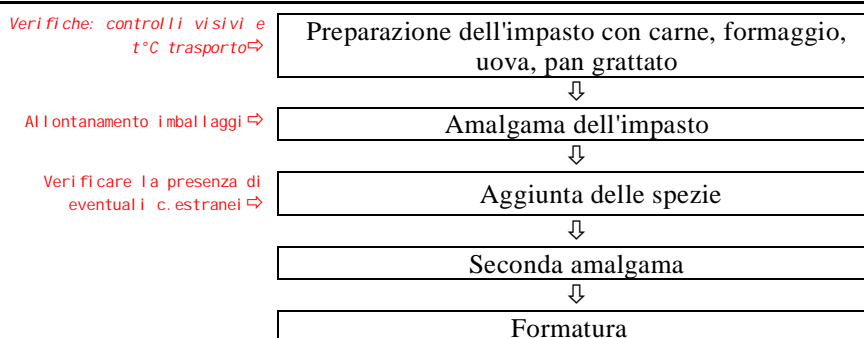 Verifiche: controlli visivi e
t°C trasporto⇨
Preparazione dell'impasto con carne, formaggio,
uova, pan grattato
⇩
Allontanamento imballaggi⇨
Amalgama dell'impasto
⇩
Verificare la presenza di
eventuali c.estranei⇨
Aggiunta delle spezie
⇩
Seconda amalgama
⇩
Formatura